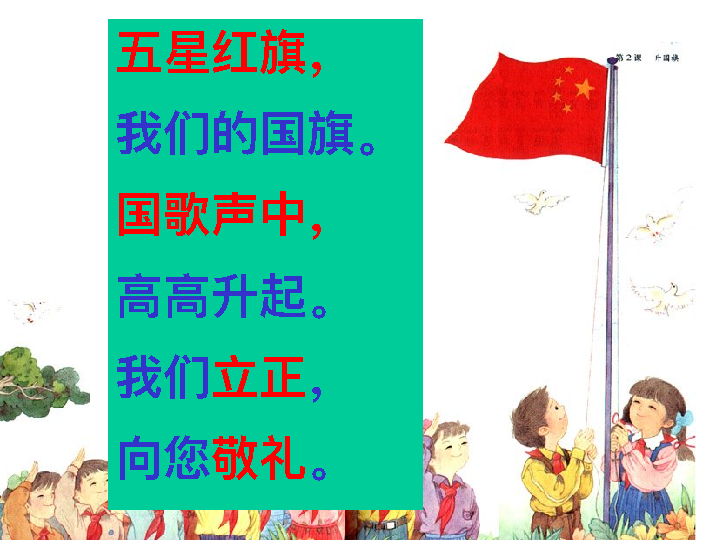 五星红旗，
我们的国旗。
国歌声中，
高高升起。
我们立正，
向您敬礼。
第2课 升国旗